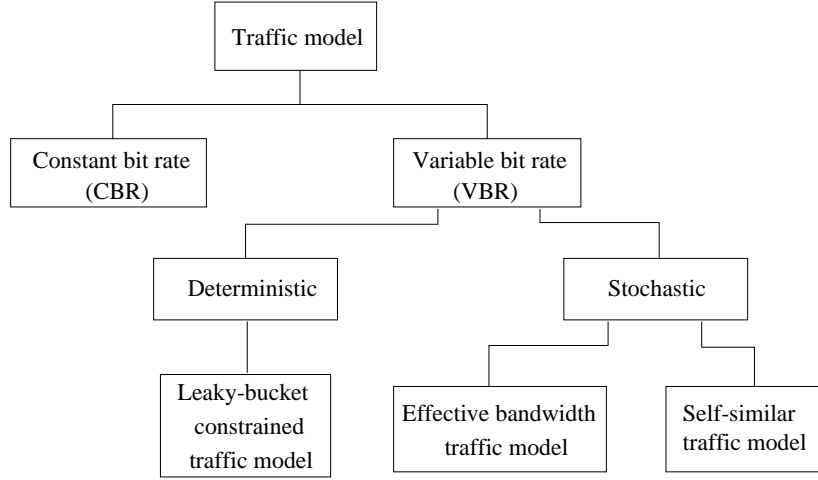 Traffic model
Constant bit rate
(CBR)
Variable bit rate
(VBR)
Deterministic
Stochastic
Leaky-bucket
constrained
traffic model
Effective bandwidth
traffic model
Self-similar
traffic model